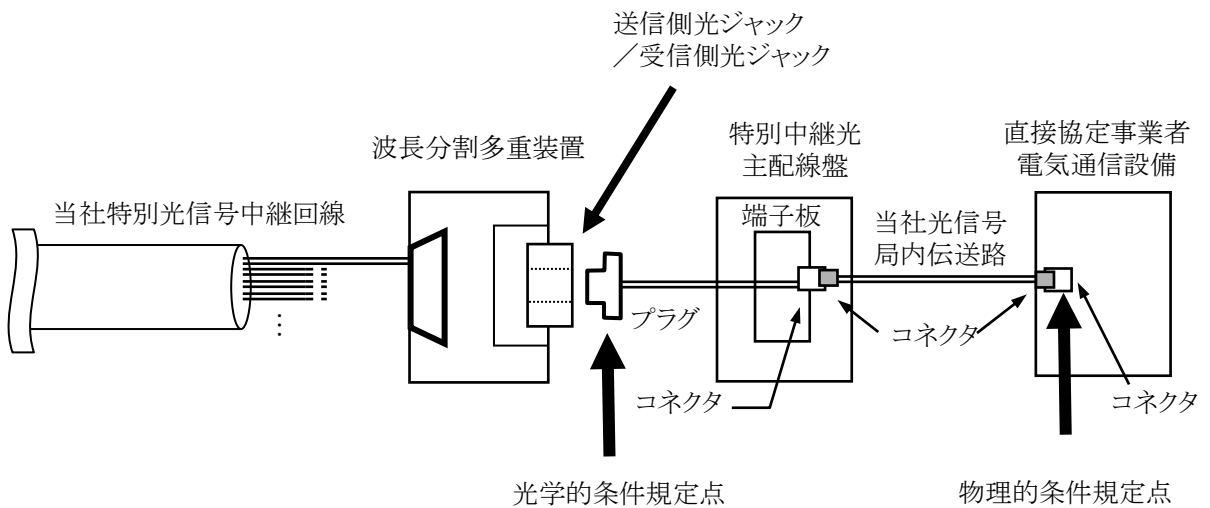 送信側光ジャック
／受信側光ジャック
波長分割多重装置
特別中継光
主配線盤
直接協定事業者
電気通信設備
当社特別光信号中継回線
端子板
当社光信号
局内伝送路
プラグ
コネクタ
コネクタ
コネクタ
光学的条件規定点
物理的条件規定点